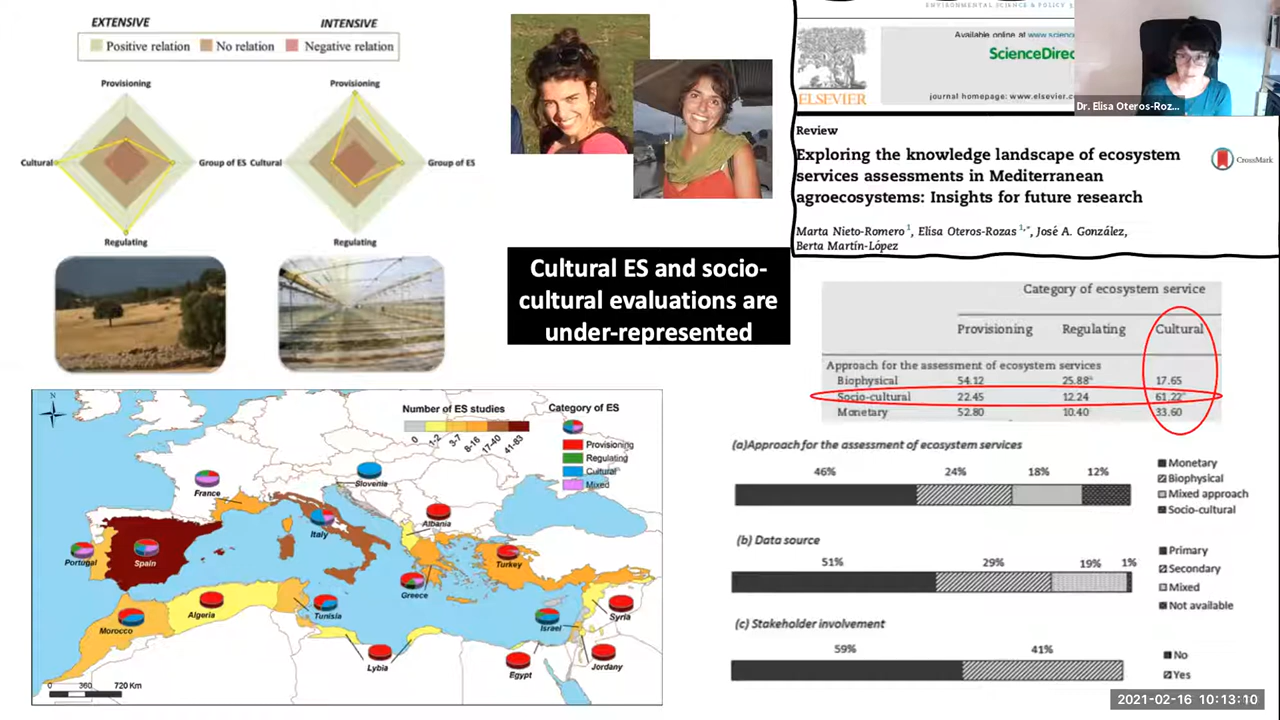 EXTENSIVE
INTENSIVE
Positive relation
No relation
Negative relation
Provisioning
Cultural
Group of ES
Regulating
Provisioning
Cultural
Group of ES
Regulating
Cultural ES and socio-
cultural evaluations are
under-represented
ENVIRONMENTAL SCIENCE & POLICY
Available online at www.scienc
ScienceDirec
journal homepage: www.elsevier.c
ELSEVIER
Dr. Elisa Oteros-Roz...
Review
Exploring the knowledge landscape of ecosystem
services assessments in Mediterranean
agroecosystems: Insights for future research
CrossMark
Marta Nieto-Romero 1, Elisa Oteros-Rozas 1,*, José A. González,
Berta Martín-López
Category of ecosystem service
Provisioning Regulating Cultural
Approach for the assessment of ecosystem services
Biophysical 54.12 25.88 17.65
Socio-cultural 22.45 12.24 61.22
Monetary 52.80 10.40 33.60
(a)Approach for the assessment of ecosystem services
46% 24% 18% 12%
Monetary
Biophysical
Mixed approach
Socio-cultural
(b) Data source
51% 29% 19% 1%
Primary
Secondary
Mixed
Not available
(c) Stakeholder involvement
59% 41%
No
Yes
N
Number of ES studies
0 1-2 3-7 8-16 17-40 41-83
Category of ES
Provisioning
Regulating
Cultural
Mixed
France
Slovenia
Italy
Albania
Portugal
Spain
Turkey
Greece
Algeria
Tunisia
Morocco
Israel
Syria
Lybia
Egypt
Jordany
0 360 720 Km
2021-02-16 10:13:10